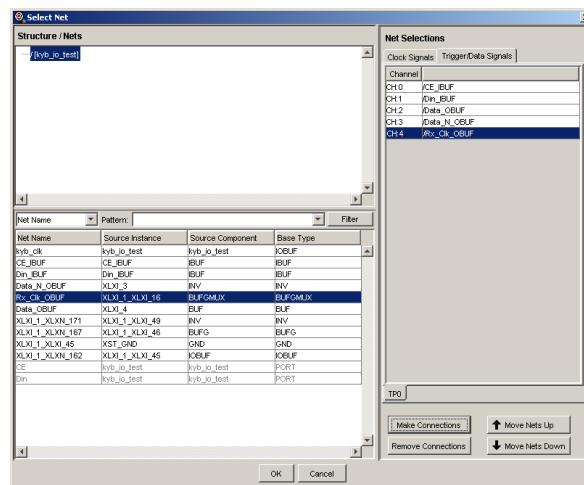 Select Net
Structure / Nets
/ [kyb_io_test]
Net Name Pattern: Filter
Net Name Source Instance Source Component Base Type
kyb_clk kyb_io_test kyb_io_test IOBUF
CE_IBUF CE_IBUF IBUF IBUF
Din_IBUF Din_IBUF IBUF IBUF
Data_N_OBUF XLXI_3 INV INV
Rx_Clk_OBUF XLXI_1_XLXI_16 BUFGMUX BUFGMUX
Data_OBUF XLXI_4 BUF BUF
XLXI_1_XLXN_171 XLXI_1_XLXI_49 INV INV
XLXI_1_XLXN_167 XLXI_1_XLXI_46 BUFG BUFG
XLXI_1_XLXI_45 XST_GND GND GND
XLXI_1_XLXN_162 XLXI_1_XLXI_45 IOBUF IOBUF
CE kyb_io_test kyb_io_test PORT
Din kyb_io_test kyb_io_test PORT
Net Selections
Clock Signals Trigger/Data Signals
Channel
CH:0 /CE_IBUF
CH:1 /Din_IBUF
CH:2 /Data_OBUF
CH:3 /Data_N_OBUF
CH:4 /Rx_Clk_OBUF
TP0
Make Connections Move Nets Up
Remove Connections Move Nets Down
OK Cancel